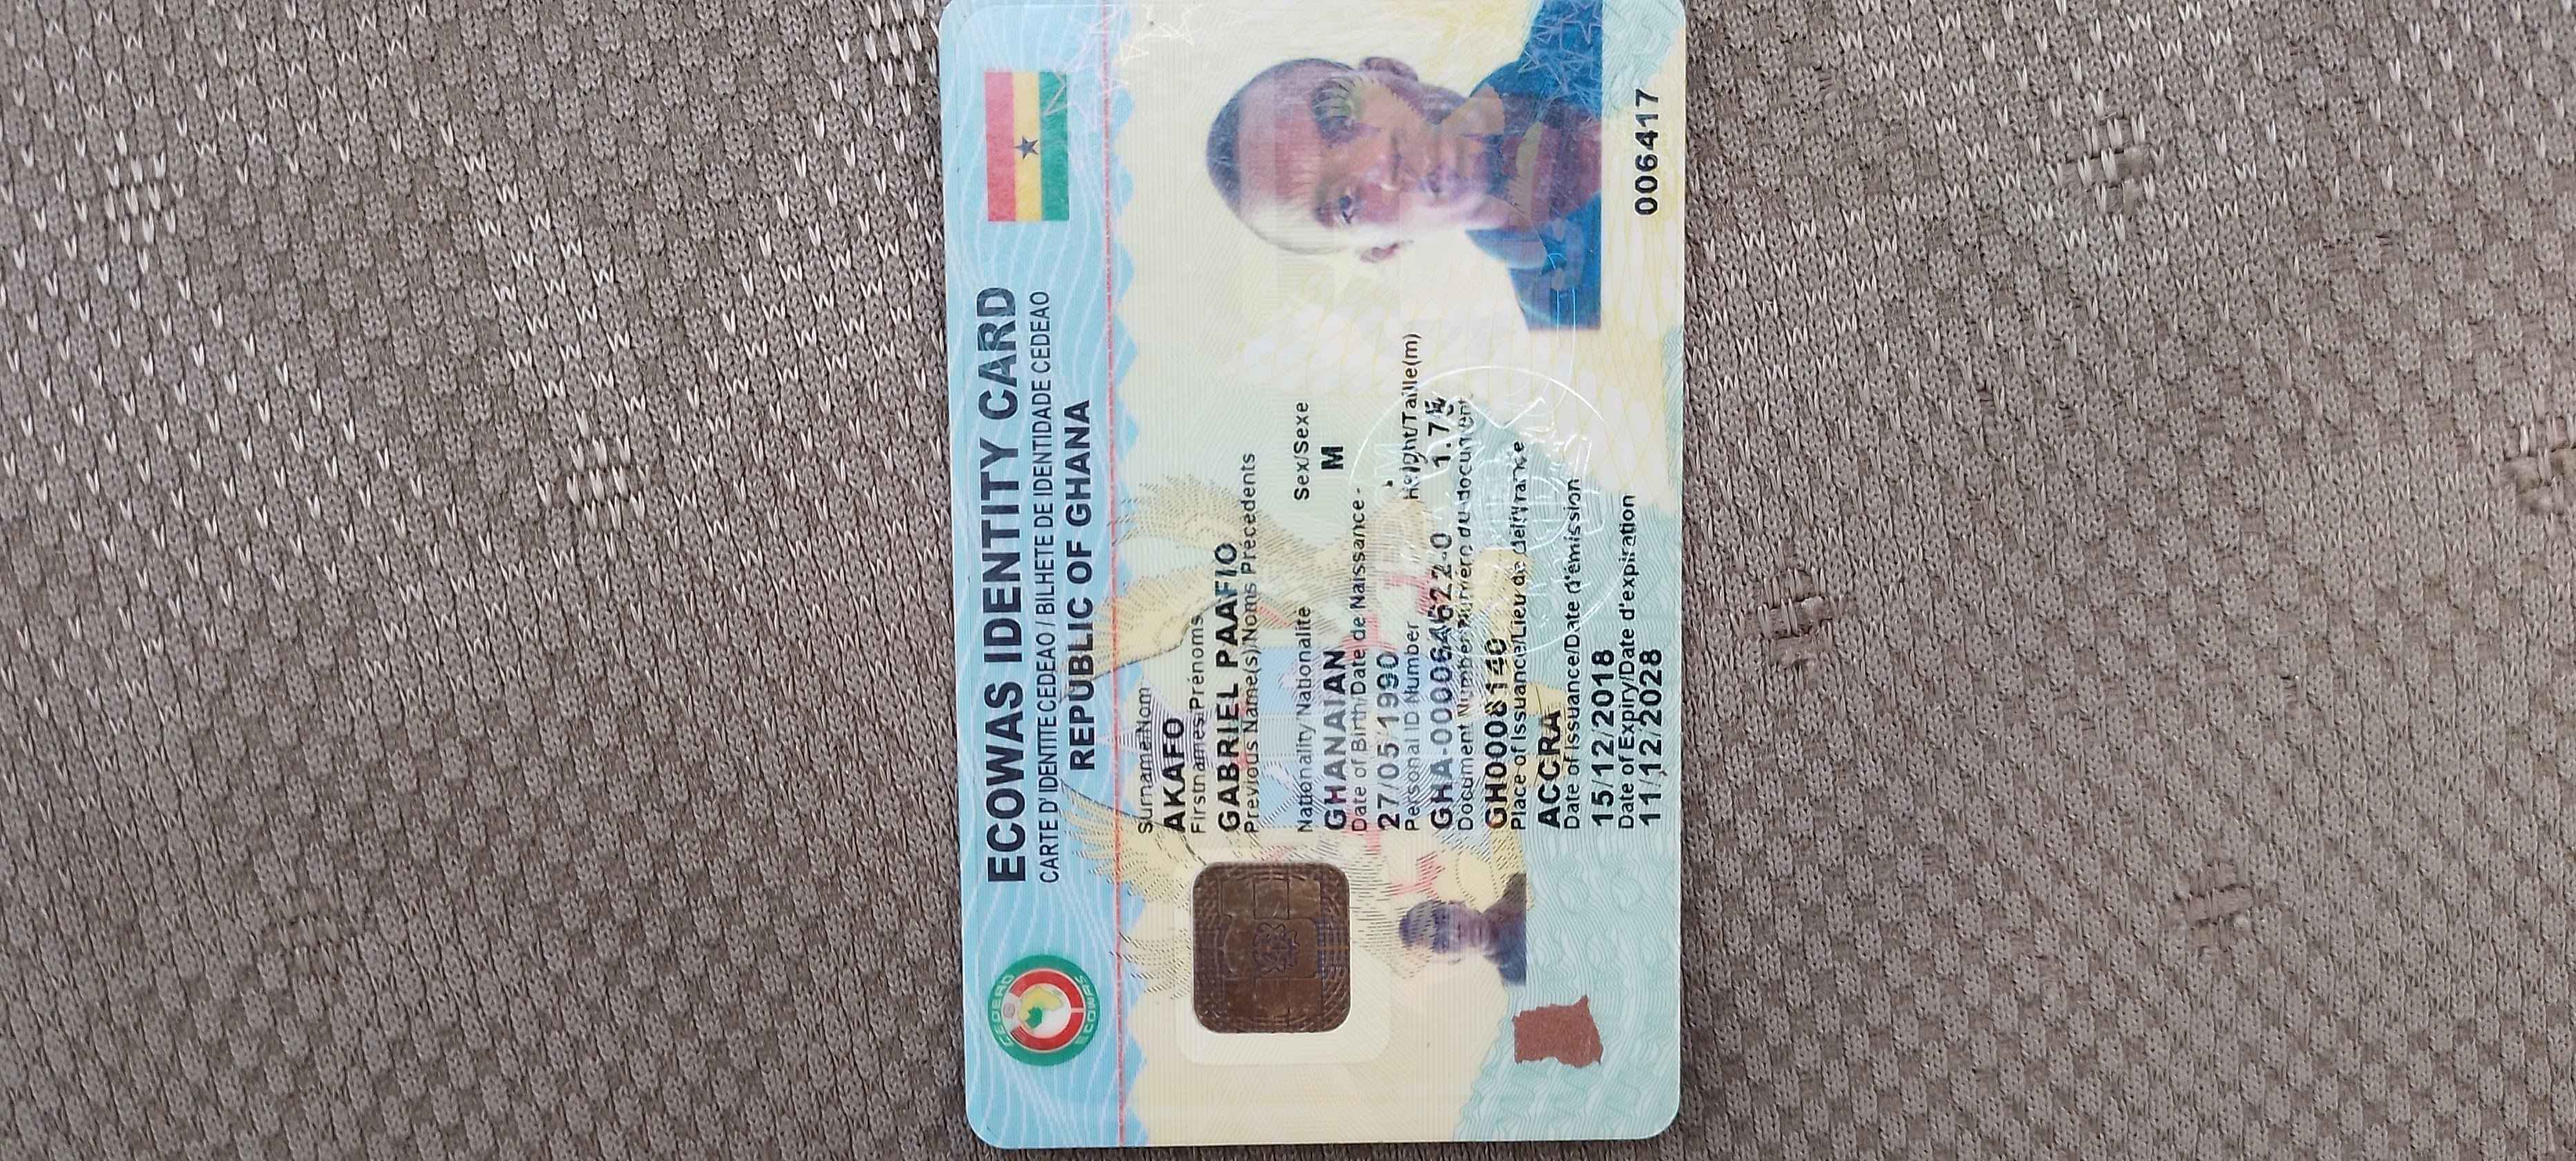 ECOWAS IDENTITY CARD
CARTE D' IDENTITE CEDEAO / BILHETE DE IDENTIDADE CEDEAO
REPUBLIC OF GHANA
CEDEAO
ECOWAS
Surname/Nom
AKAFO
Firstnames/Prénoms
GABRIEL PAAFIO
Previous Name(s)/Noms Précédents
Nationality/Nationalité Sex/Sexe
GHANAIAN M
Date of Birth/Date de Naissance
27/05/1990
Personal ID Number Height/Taille(m)
Document Number/Numéro du document
Place of Issuance/Lieu de délivrance
ACCRA
Date of Issuance/Date d'émission
15/12/2018
Date of Expiry/Date d'expiration
11/12/2028
006417